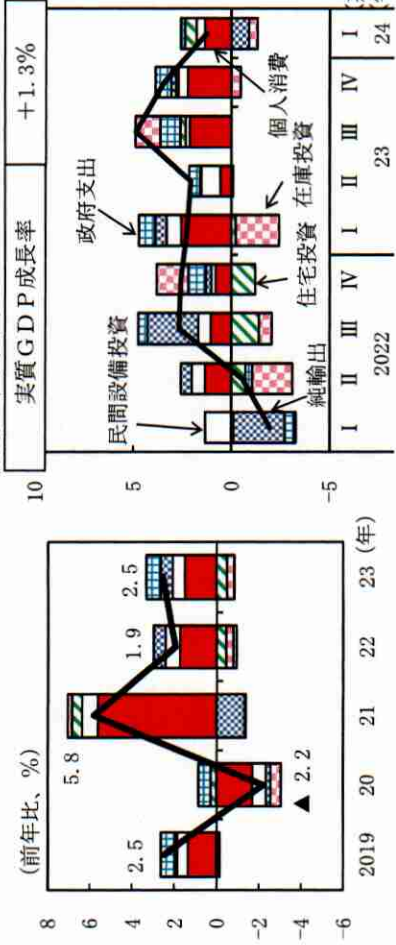 実質GDP成長率
+1.3%
(前年比、%)
8
6
4
2
0
-2
-4
-6
2.5
▲ 2.2
5.8
1.9
2.5
2019
20
21
22
23
(年)
10
5
0
-5
民間設備投資
政府支出
純輸出
住宅投資
在庫投資
個人消費
I
II
III
IV
I
II
III
IV
I
2022
23
24